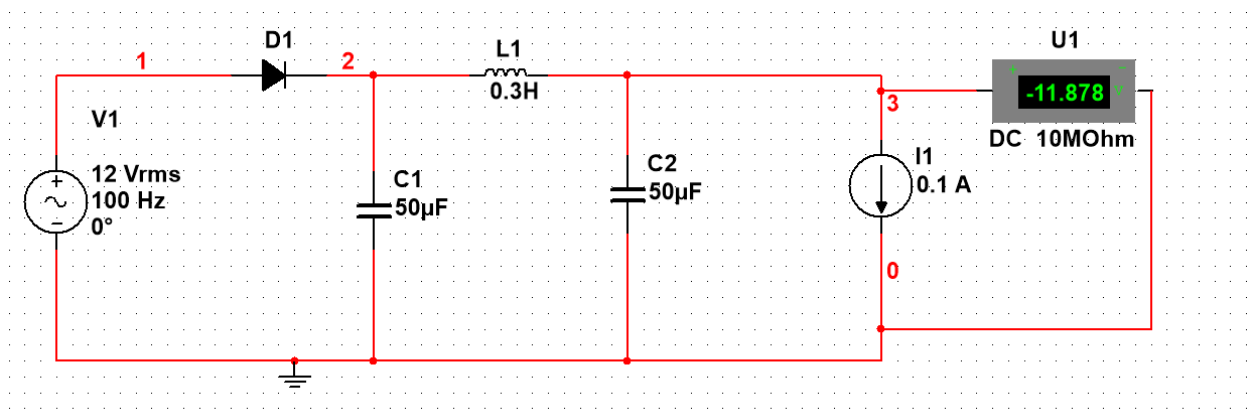 D1
1
2
L1
0.3H
U1
+
-
-11.878 V
DC 10MOhm
3
V1
+
-
12 Vrms
100 Hz
0°
C1
50µF
C2
50µF
I1
0.1 A
0